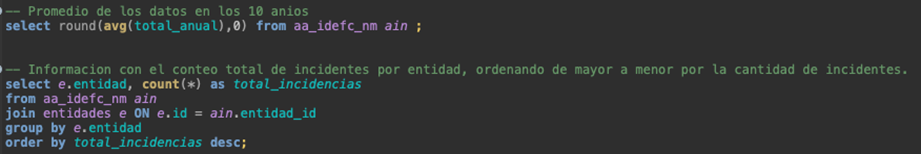 -- Promedio de los datos en los 10 anios
select round(avg(total_anual),0) from aa_idefc_nm ain ;
-- Informacion con el conteo total de incidentes por entidad, ordenando de mayor a menor por la cantidad de incidentes.
select e.entidad, count(*) as total_incidencias
from aa_idefc_nm ain
join entidades e ON e.id = ain.entidad_id
group by e.entidad
order by total_incidencias desc;